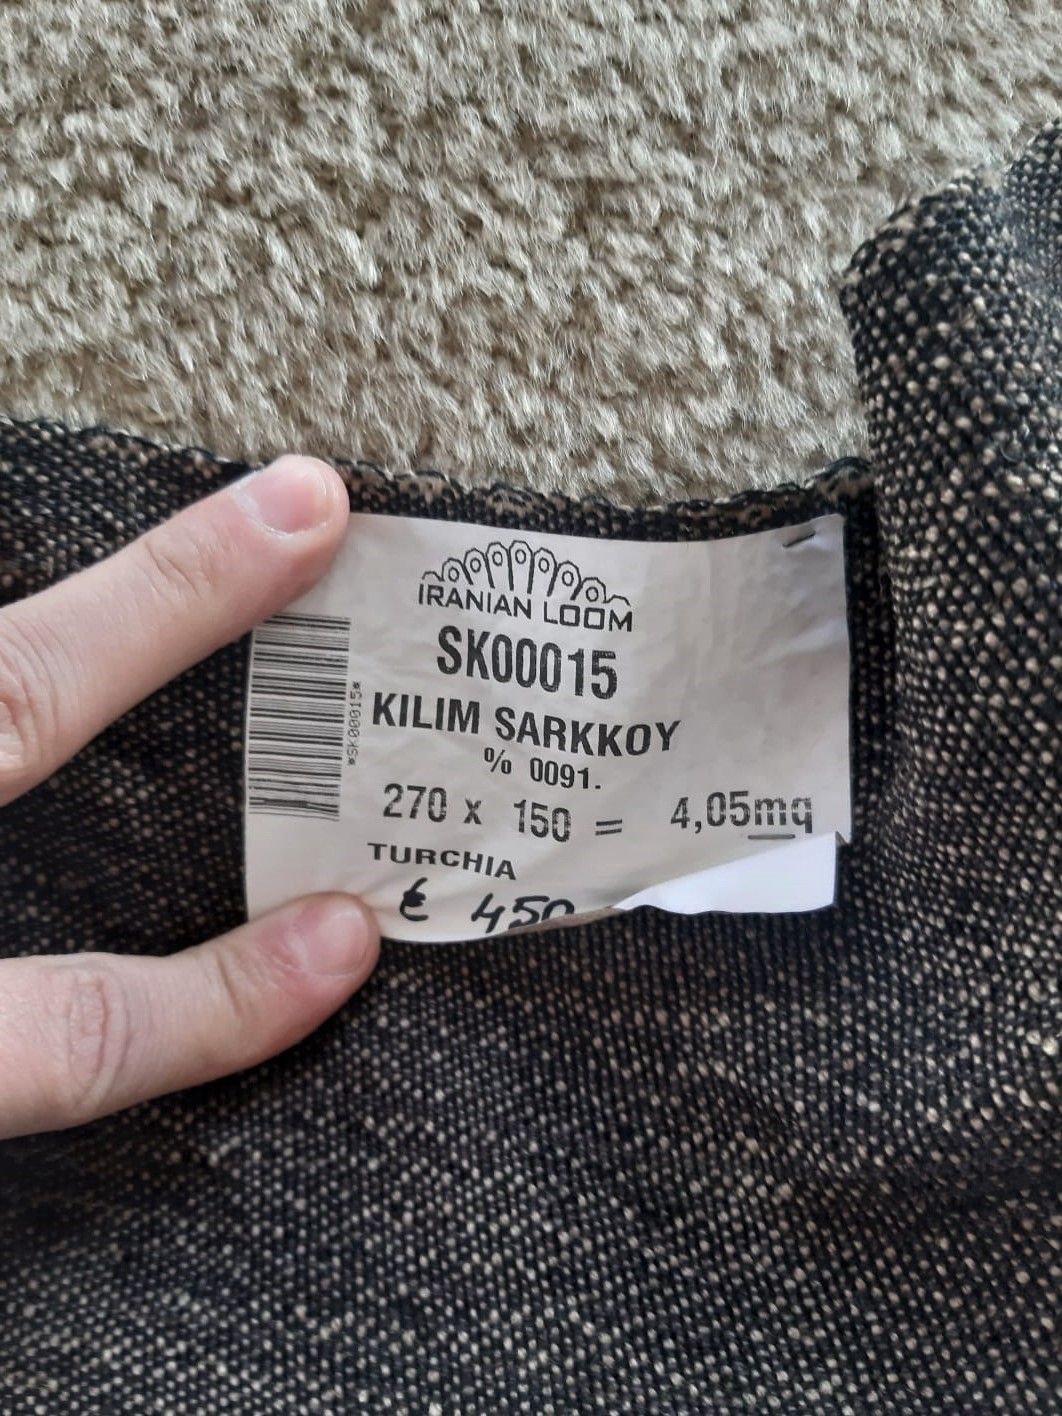 IRANIAN LOOM
SK00015
*SK00015*
KILIM SARKKOY
% 0091.
270 x 150 = 4,05mq
TURCHIA
€ 450